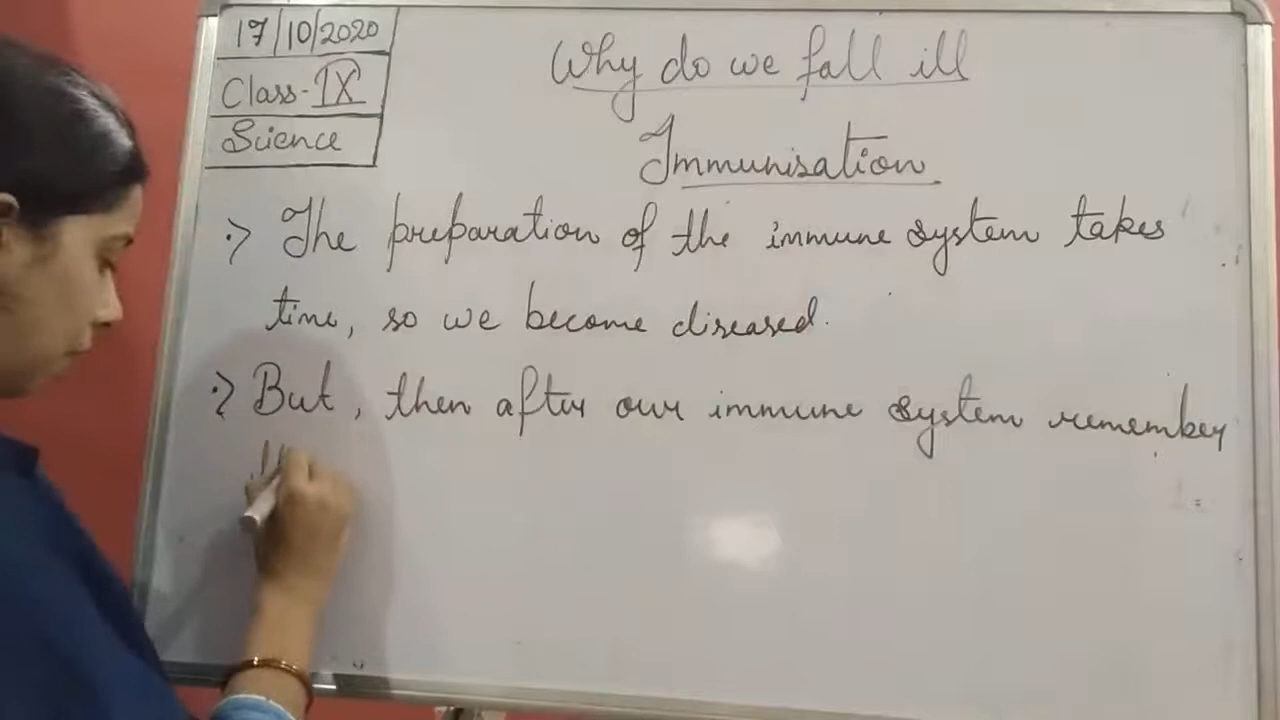 17/10/2020
Class-IX
Science
Why do we fall ill
Immunisation
The preparation of the immune system takes
time, so we become diseased.
But, then after our immune system remember